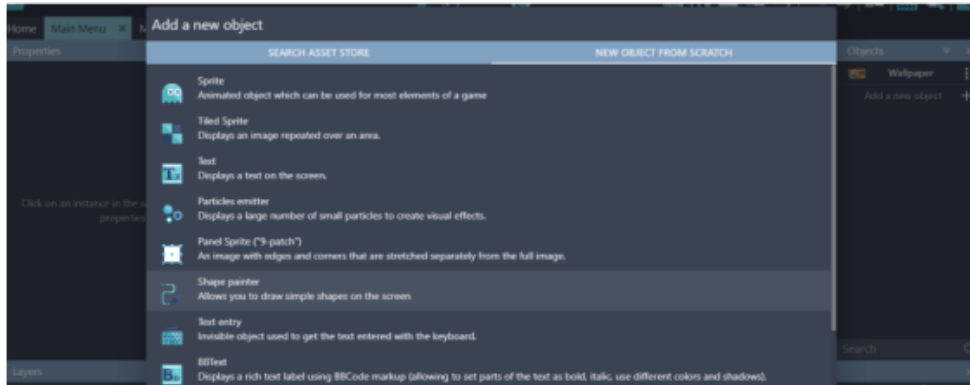 Add a new object
Home Main Menu × M
Properties
SEARCH ASSET STORE NEW OBJECT FROM SCRATCH
Objects
Sprite
Animated object which can be used for most elements of a game
Wallpaper
Add a new object +
Tiled Sprite
Displays an image repeated over an area.
Text
Displays a text on the screen.
Particles emitter
Displays a large number of small particles to create visual effects.
Click on an instance in the
properties
Panel Sprite ("9-patch")
An image with edges and corners that are stretched separately from the full image.
Shape painter
Allows you to draw simple shapes on the screen
Text entry
Invisible object used to get the text entered with the keyboard.
Search
BBText
Displays a rich text label using BBCode markup (allowing to set parts of the text as bold, italic, use different colors and shadows).
Layers